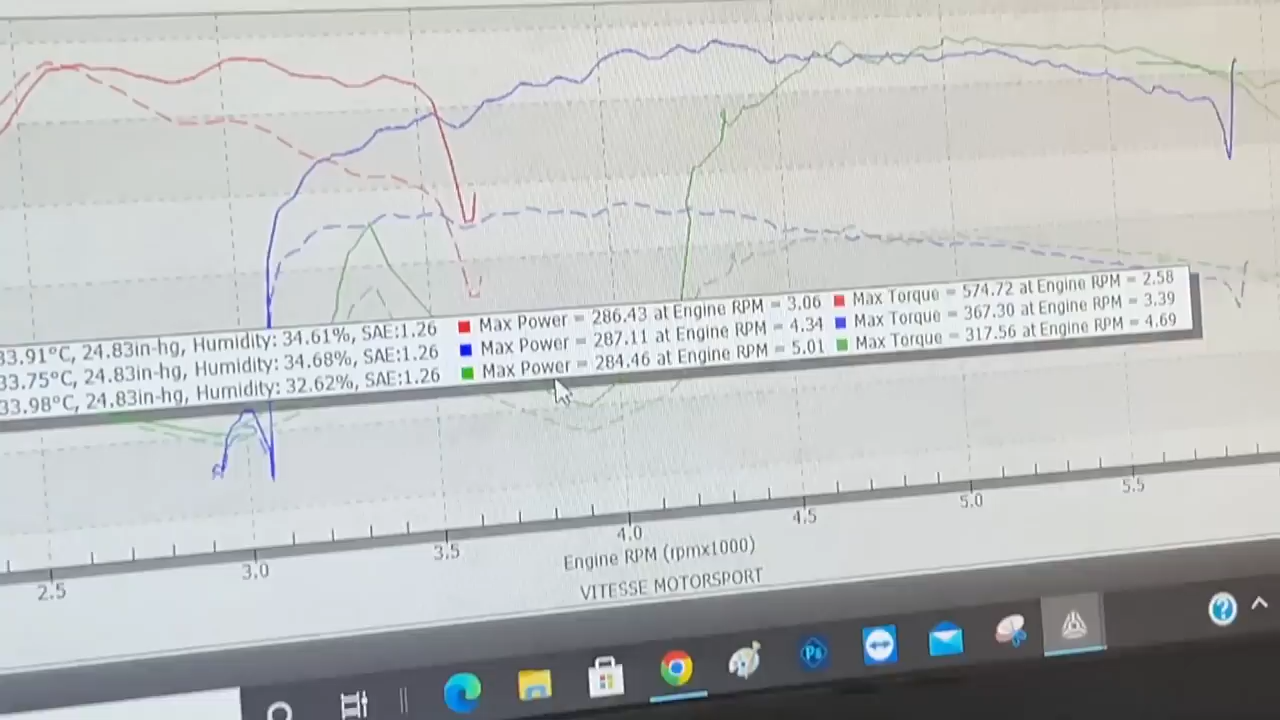 33.91°C, 24.83in-hg, Humidity: 34.61%, SAE:1.26 Max Power = 286.43 at Engine RPM = 3.06 Max Torque = 574.72 at Engine RPM = 2.58
33.75°C, 24.83in-hg, Humidity: 34.68%, SAE:1.26 Max Power = 287.11 at Engine RPM = 4.34 Max Torque = 367.30 at Engine RPM = 3.39
33.98°C, 24.83in-hg, Humidity: 32.62%, SAE:1.26 Max Power = 284.46 at Engine RPM = 5.01 Max Torque = 317.56 at Engine RPM = 4.69
2.5 3.0 3.5 4.0 4.5 5.0 5.5
Engine RPM (rpmx1000)
VITESSE MOTORSPORT
Ps
?